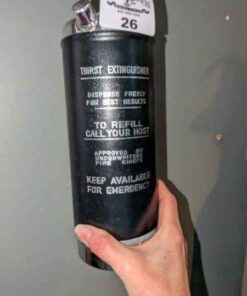 26
THIRST EXTINGUISHER
DISPENSE FREELY
FOR BEST RESULTS
TO REFILL
CALL YOUR HOST
APPROVED BY
UNDERWRITERS
FIRE CHIEFS
KEEP AVAILABLE
FOR EMERGENCY